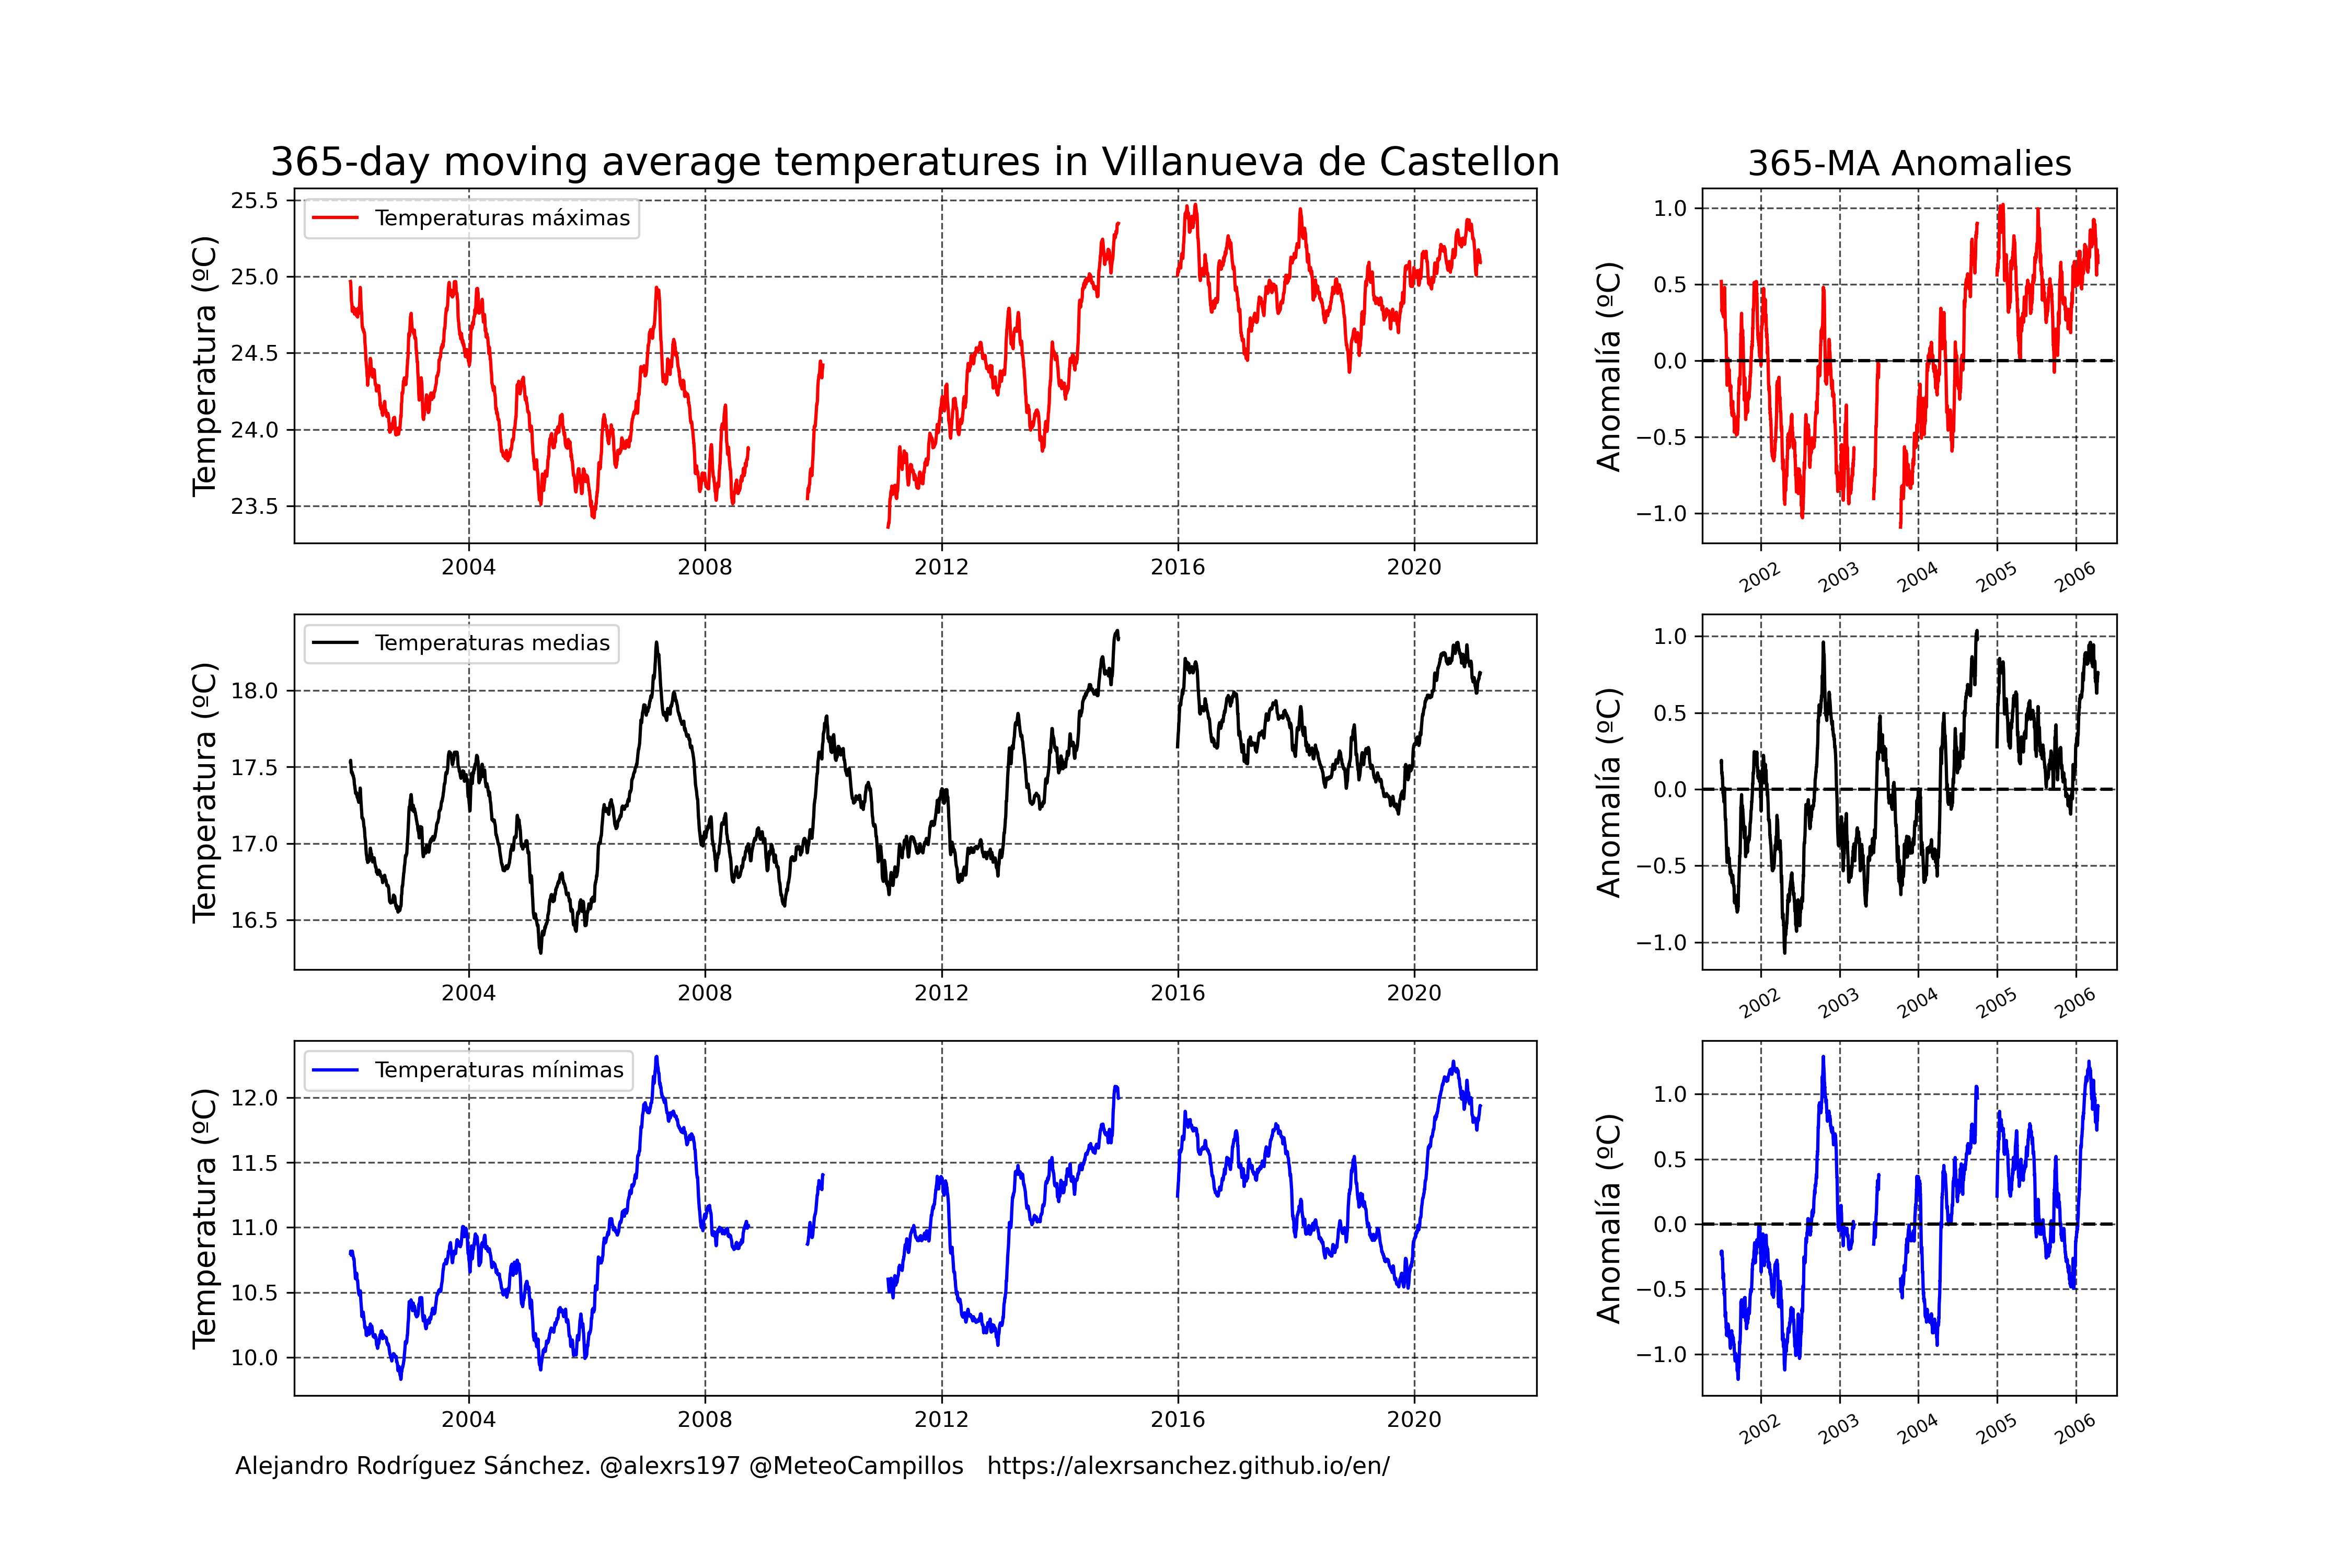 365-day moving average temperatures in Villanueva de Castellon
365-MA Anomalies
Temperatura (ºC)
25.5
25.0
24.5
24.0
23.5
Temperaturas máximas
2004 2008 2012 2016 2020
Anomalía (ºC)
1.0
0.5
0.0
−0.5
−1.0
2002 2003 2004 2005 2006
Temperatura (ºC)
18.0
17.5
17.0
16.5
Temperaturas medias
2004 2008 2012 2016 2020
Anomalía (ºC)
1.0
0.5
0.0
−0.5
−1.0
2002 2003 2004 2005 2006
Temperatura (ºC)
12.0
11.5
11.0
10.5
10.0
Temperaturas mínimas
2004 2008 2012 2016 2020
Anomalía (ºC)
1.0
0.5
0.0
−0.5
−1.0
2002 2003 2004 2005 2006
Alejandro Rodríguez Sánchez. @alexrs197 @MeteoCampillos https://alexrsanchez.github.io/en/